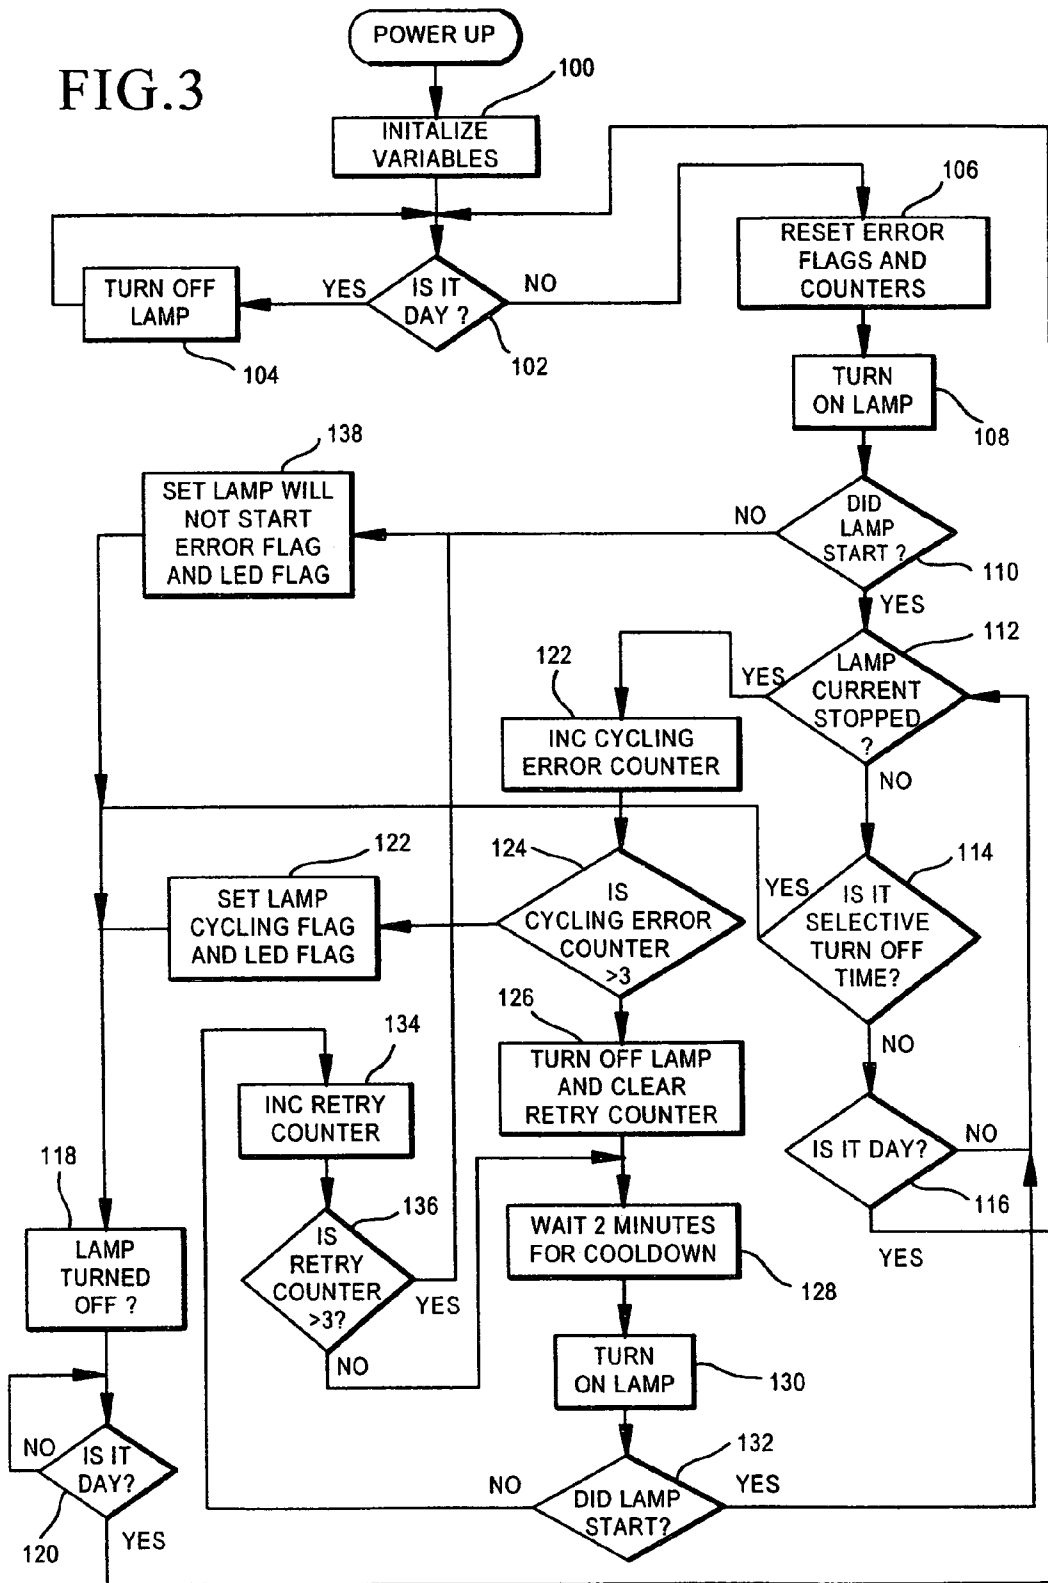 POWER UP
FIG.3
100
INITALIZE
VARIABLES
106
RESET ERROR
FLAGS AND
COUNTERS
TURN OFF
LAMP
YES
IS IT
DAY ?
NO
104
102
TURN
ON LAMP
108
138
SET LAMP WILL
NOT START
ERROR FLAG
AND LED FLAG
NO
DID
LAMP
START ?
110
YES
112
122
YES
LAMP
CURRENT
STOPPED
?
INC CYCLING
ERROR COUNTER
NO
124
114
122
SET LAMP
CYCLING FLAG
AND LED FLAG
IS
CYCLING ERROR
COUNTER
>3
YES
IS IT
SELECTIVE
TURN OFF
TIME?
126
NO
134
TURN OFF LAMP
AND CLEAR
RETRY COUNTER
INC RETRY
COUNTER
IS IT DAY?
NO
116
YES
118
136
LAMP
TURNED
OFF ?
IS
RETRY
COUNTER
>3?
YES
NO
WAIT 2 MINUTES
FOR COOLDOWN
128
TURN
ON LAMP
130
132
NO
IS IT
DAY?
120
YES
NO
DID LAMP
START?
YES